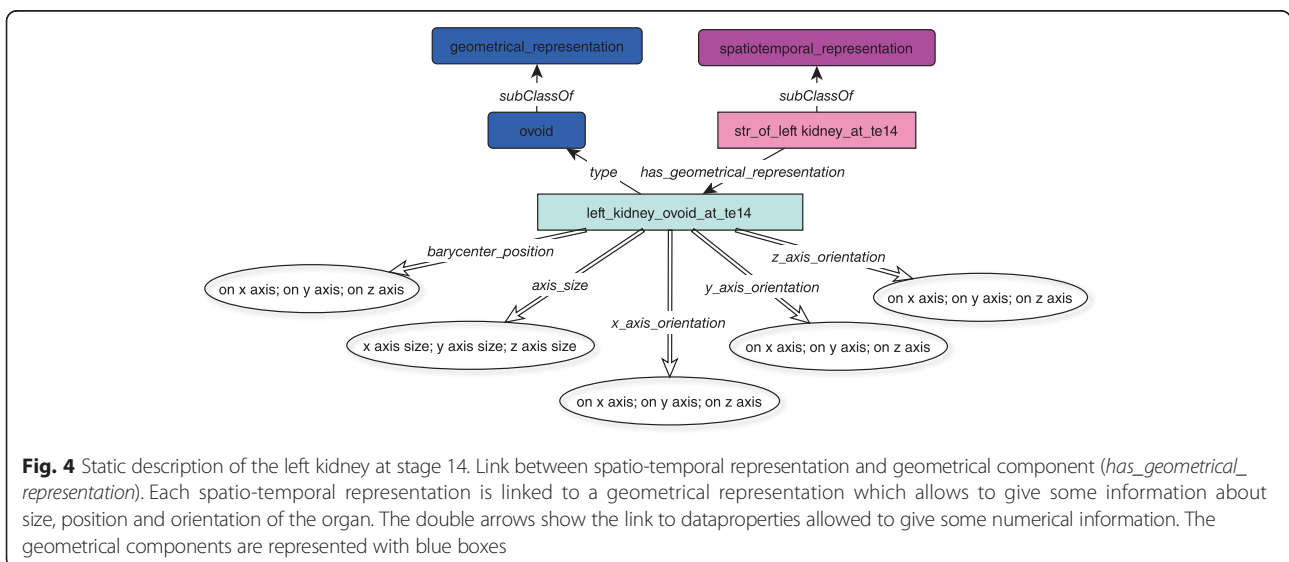 geometrical_representation
spatiotemporal_representation
subClassOf
subClassOf
ovoid
str_of_left kidney_at_te14
type
has_geometrical_representation
left_kidney_ovoid_at_te14
barycenter_position
z_axis_orientation
axis_size
y_axis_orientation
on x axis; on y axis; on z axis
on x axis; on y axis; on z axis
x_axis_orientation
x axis size; y axis size; z axis size
on x axis; on y axis; on z axis
on x axis; on y axis; on z axis
Fig. 4 Static description of the left kidney at stage 14. Link between spatio-temporal representation and geometrical component (has_geometrical_
representation). Each spatio-temporal representation is linked to a geometrical representation which allows to give some information about
size, position and orientation of the organ. The double arrows show the link to dataproperties allowed to give some numerical information. The
geometrical components are represented with blue boxes